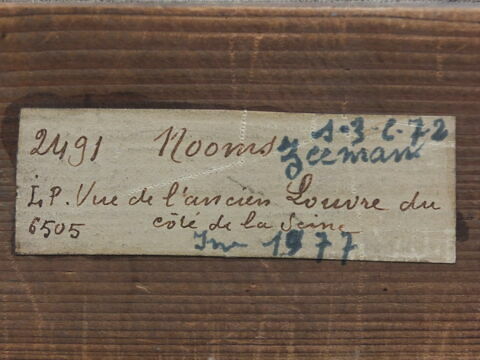 A-3-C-72
2491 Nooms Zeeman
L.P. Vue de l'ancien Louvre du
6505 côté de la Seine
Inv 1977